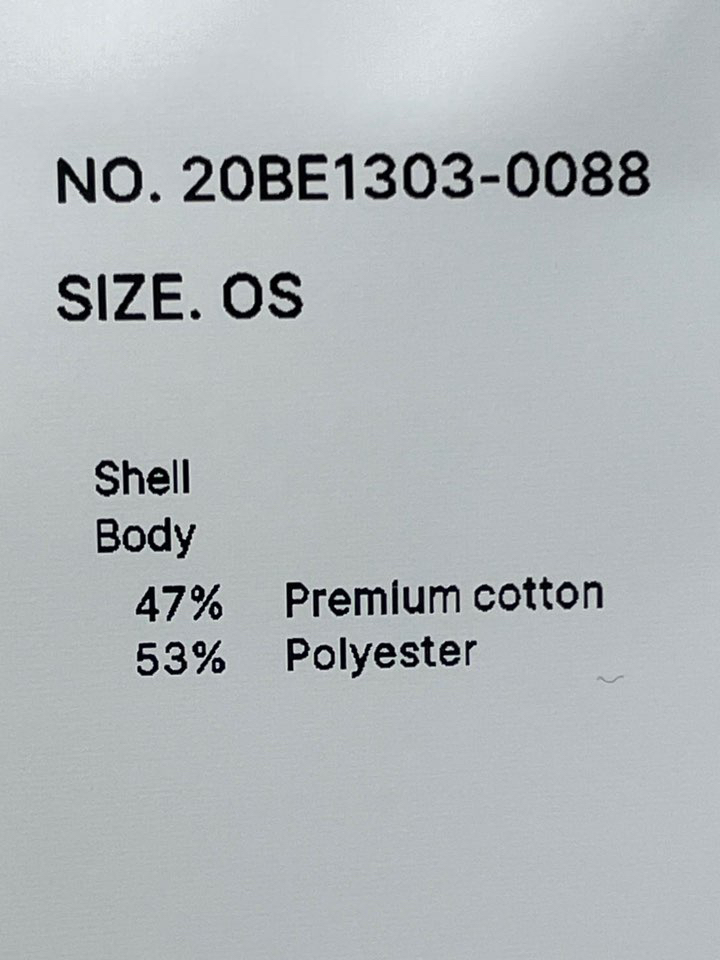 NO. 20BE1303-0088
SIZE. OS
Shell
Body
47% Premium cotton
53% Polyester